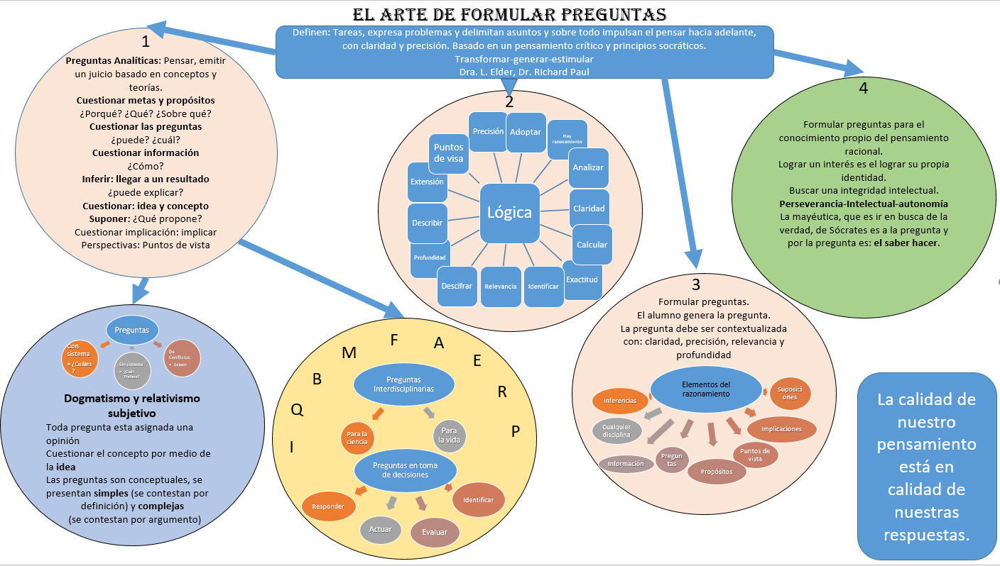 EL ARTE DE FORMULAR PREGUNTAS
Definen: Tareas, expresa problemas y delimitan asuntos y sobre todo impulsan el pensar hacia adelante,
con claridad y precisión. Basado en un pensamiento crítico y principios socráticos.
Transformar-generar-estimular
Dra. L. Elder, Dr. Richard Paul
1
Preguntas Analíticas: Pensar, emitir
un juicio basado en conceptos y
teorías.
Cuestionar metas y propósitos
¿Porqué? ¿Qué? ¿Sobre qué?
Cuestionar las preguntas
¿puede? ¿cuál?
Cuestionar información
¿Cómo?
Inferir: llegar a un resultado
¿puede explicar?
Cuestionar: idea y concepto
Suponer: ¿Qué propone?
Cuestionar implicación: implicar
Perspectivas: Puntos de vista
2
Lógica
Adoptar
Hay
razonamiento
Analizar
Claridad
Calcular
Exactitud
Identificar
Relevancia
Descifrar
Profundidad
Describir
Extensión
Puntos
de visa
Precisión
4
Formular preguntas para el
conocimiento propio del pensamiento
racional.
Lograr un interés es el lograr su propia
identidad.
Buscar una integridad intelectual.
Perseverancia-Intelectual-autonomía
La mayéutica, que es ir en busca de la
verdad, de Sócrates es a la pregunta y
por la pregunta es: el saber hacer.
Preguntas
Con
sistema
• ¿Cuáles
?
Sin sistema
• ¿Cuál
Prefiere?
De
Conflictos
• Debatir
Dogmatismo y relativismo
subjetivo
Toda pregunta esta asignada una
opinión
Cuestionar el concepto por medio de
la idea
Las preguntas son conceptuales, se
presentan simples (se contestan por
definición) y complejas
(se contestan por argumento)
I
Q
B
M
F
A
E
R
P
Preguntas
Interdisciplinarias
Para la
ciencia
Para
la vida
Preguntas en toma
de decisiones
Responder
Actuar
Evaluar
Identificar
3
Formular preguntas.
El alumno genera la pregunta.
La pregunta debe ser contextualizada
con: claridad, precisión, relevancia y
profundidad
Elementos del
razonamiento
Inferencias
Cualquier
disciplina
Información
Pregun
tas
Propósitos
Puntos de
vista
Implicaciones
Suposici
ones
La calidad de
nuestro
pensamiento
está en
calidad de
nuestras
respuestas.